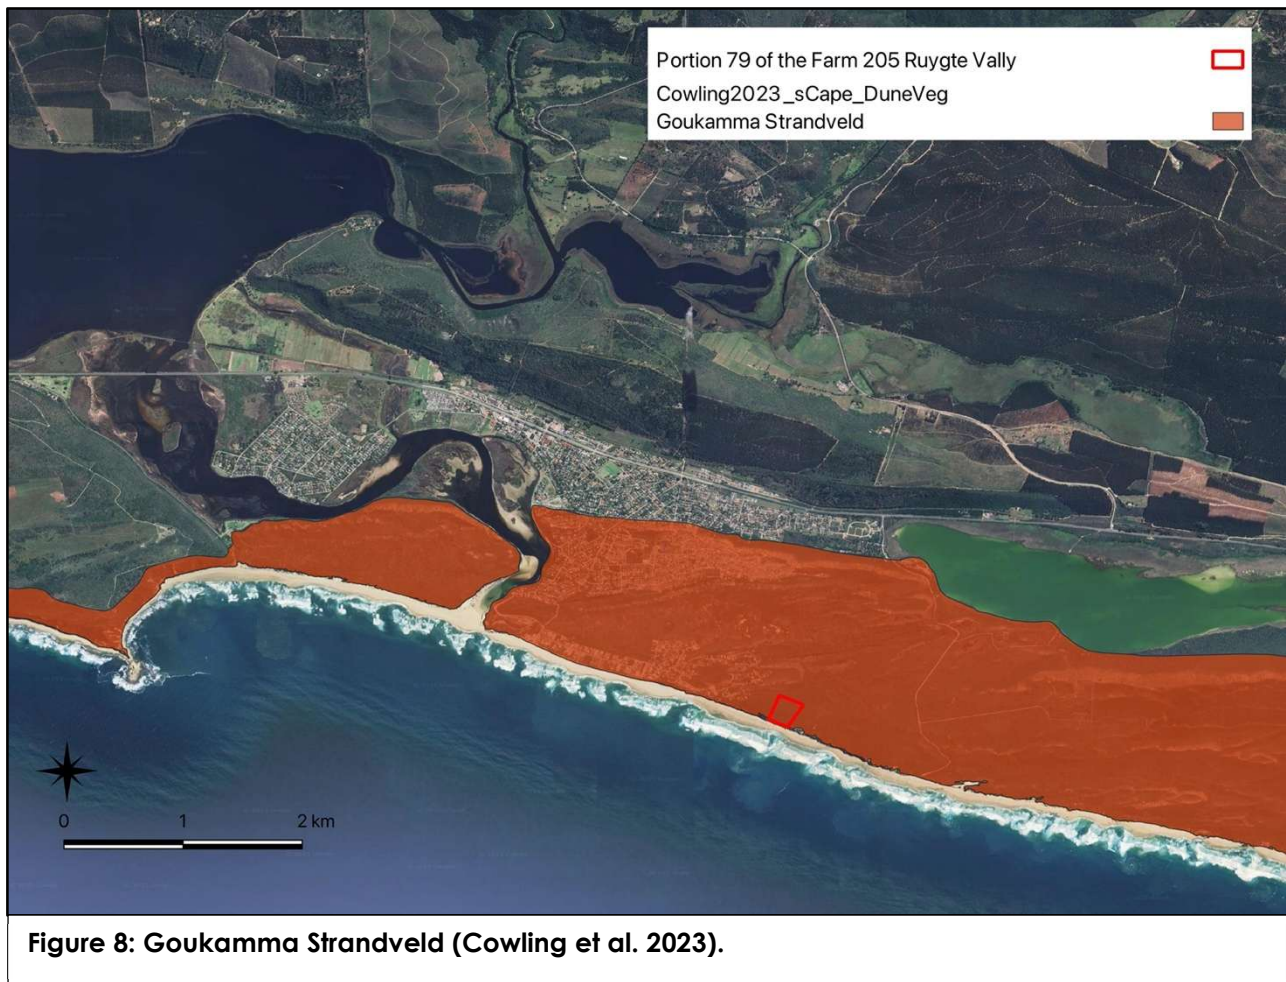 Portion 79 of the Farm 205 Ruygte Vally
Cowling2023_sCape_DuneVeg
Goukamma Strandveld
0 1 2 km
Figure 8: Goukamma Strandveld (Cowling et al. 2023).